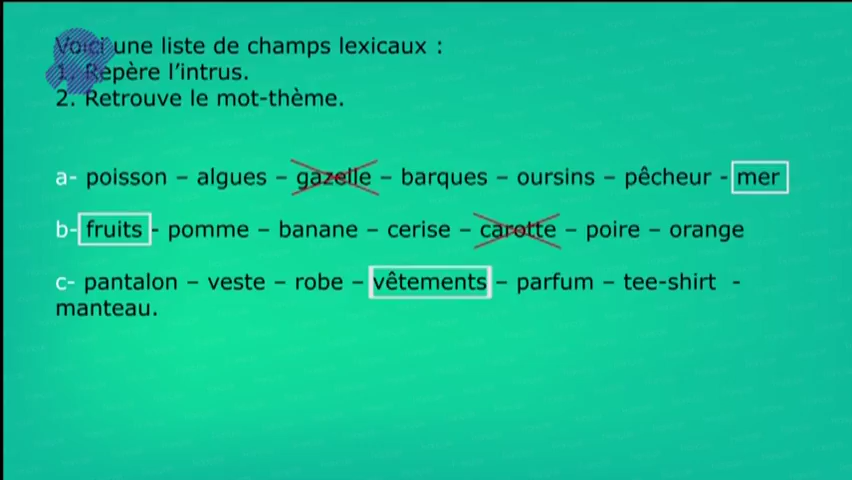 Voici une liste de champs lexicaux :
1. Repère l'intrus.
2. Retrouve le mot-thème.
a- poisson – algues – gazelle – barques – oursins – pêcheur - mer
b- fruits - pomme – banane – cerise – carotte – poire – orange
c- pantalon – veste – robe – vêtements – parfum – tee-shirt -
manteau.